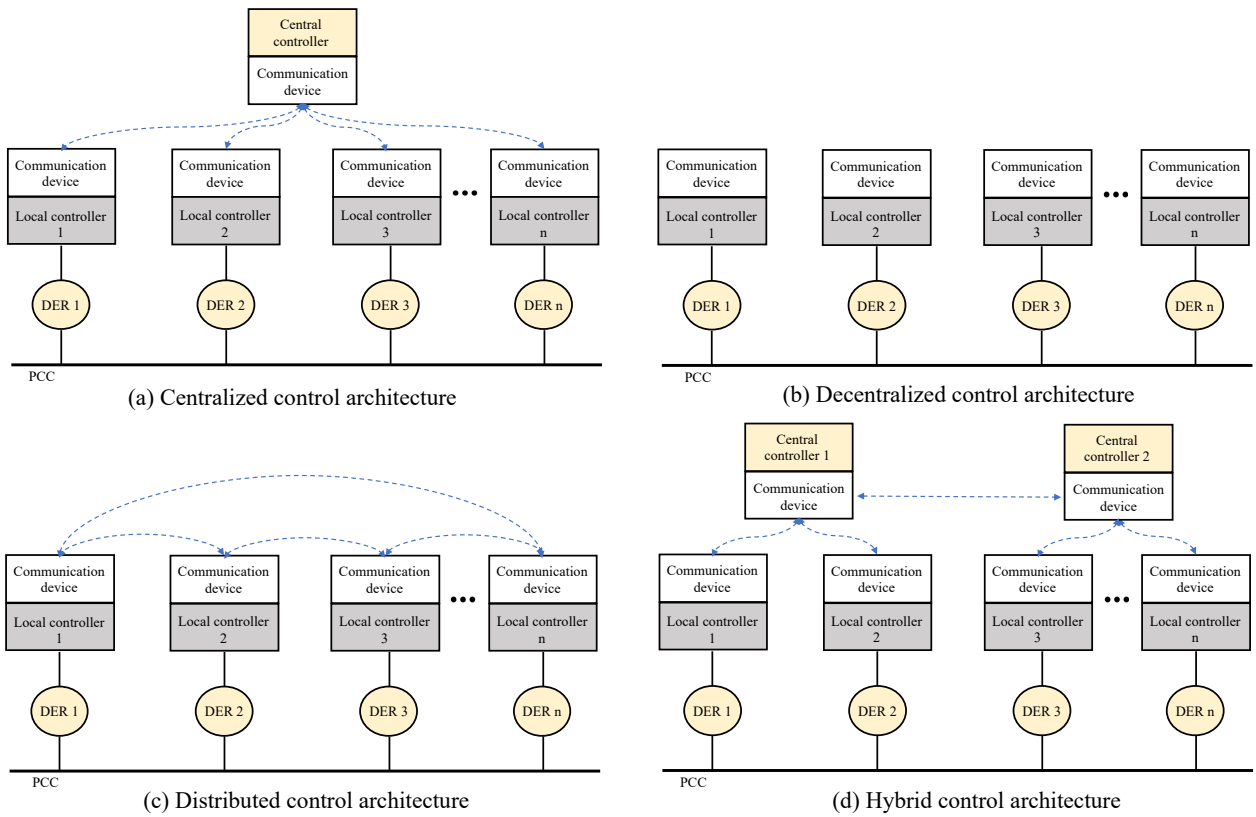 Central
controller
Communication
device
Communication
device
Local controller
1
DER 1
Communication
device
Local controller
2
DER 2
Communication
device
Local controller
3
DER 3
Communication
device
Local controller
n
DER n
PCC
(a) Centralized control architecture
Communication
device
Local controller
1
DER 1
Communication
device
Local controller
2
DER 2
Communication
device
Local controller
3
DER 3
Communication
device
Local controller
n
DER n
PCC
(b) Decentralized control architecture
Communication
device
Local controller
1
DER 1
Communication
device
Local controller
2
DER 2
Communication
device
Local controller
3
DER 3
Communication
device
Local controller
n
DER n
PCC
(c) Distributed control architecture
Central
controller 1
Communication
device
Central
controller 2
Communication
device
Communication
device
Local controller
1
DER 1
Communication
device
Local controller
2
DER 2
Communication
device
Local controller
3
DER 3
Communication
device
Local controller
n
DER n
PCC
(d) Hybrid control architecture